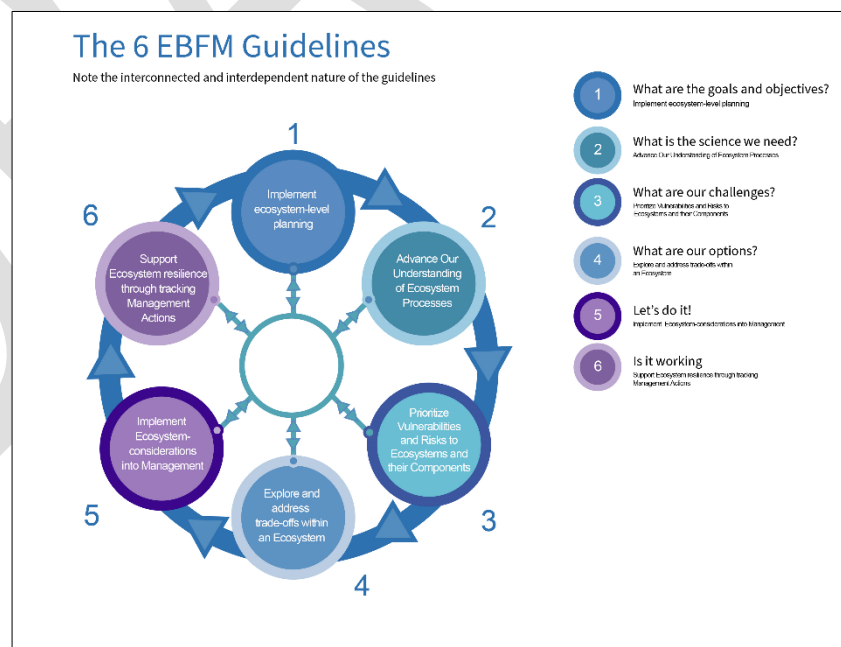 The 6 EBFM Guidelines
Note the interconnected and interdependent nature of the guidelines
1
Implement
ecosystem-level
planning
2
Advance Our
Understanding
of Ecosystem
Processes
3
Prioritize
Vulnerabilities
and Risks to
Ecosystems and
their Components
4
Explore and
address
trade-offs within
an Ecosystem
5
Implement
Ecosystem-
considerations
into Management
6
Support
Ecosystem resilience
through tracking
Management
Actions
1
What are the goals and objectives?
Implement ecosystem-level planning
2
What is the science we need?
Advance Our Understanding of Ecosystem Processes
3
What are our challenges?
Prioritize Vulnerabilities and Risks to
Ecosystems and their Components
4
What are our options?
Explore and address trade-offs within
an Ecosystem
5
Let's do it!
Implement Ecosystem-considerations into Management
6
Is it working
Support Ecosystem resilience through tracking
Management Actions